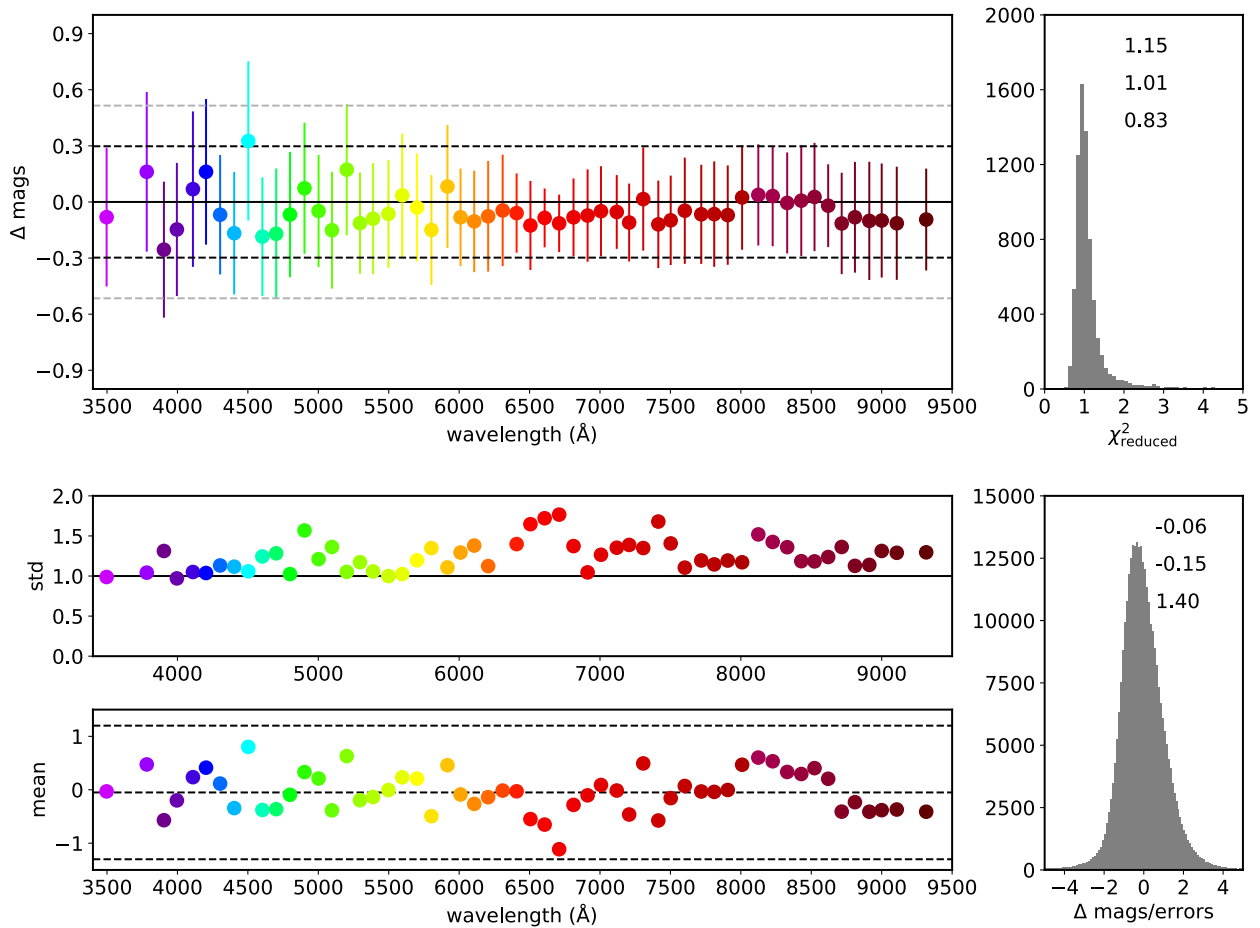 0.9
0.6
0.3
0.0
−0.3
−0.6
−0.9
Δ mags
3500 4000 4500 5000 5500 6000 6500 7000 7500 8000 8500 9000 9500
wavelength (Å)
2000
1600
1200
800
400
0
1.15
1.01
0.83
0 1 2 3 4 5
χ²reduced
2.0
1.5
1.0
0.5
0.0
std
4000 5000 6000 7000 8000 9000
1
0
−1
mean
3500 4000 4500 5000 5500 6000 6500 7000 7500 8000 8500 9000 9500
wavelength (Å)
15000
12500
10000
7500
5000
2500
0
-0.06
-0.15
1.40
−4 −2 0 2 4
Δ mags/errors